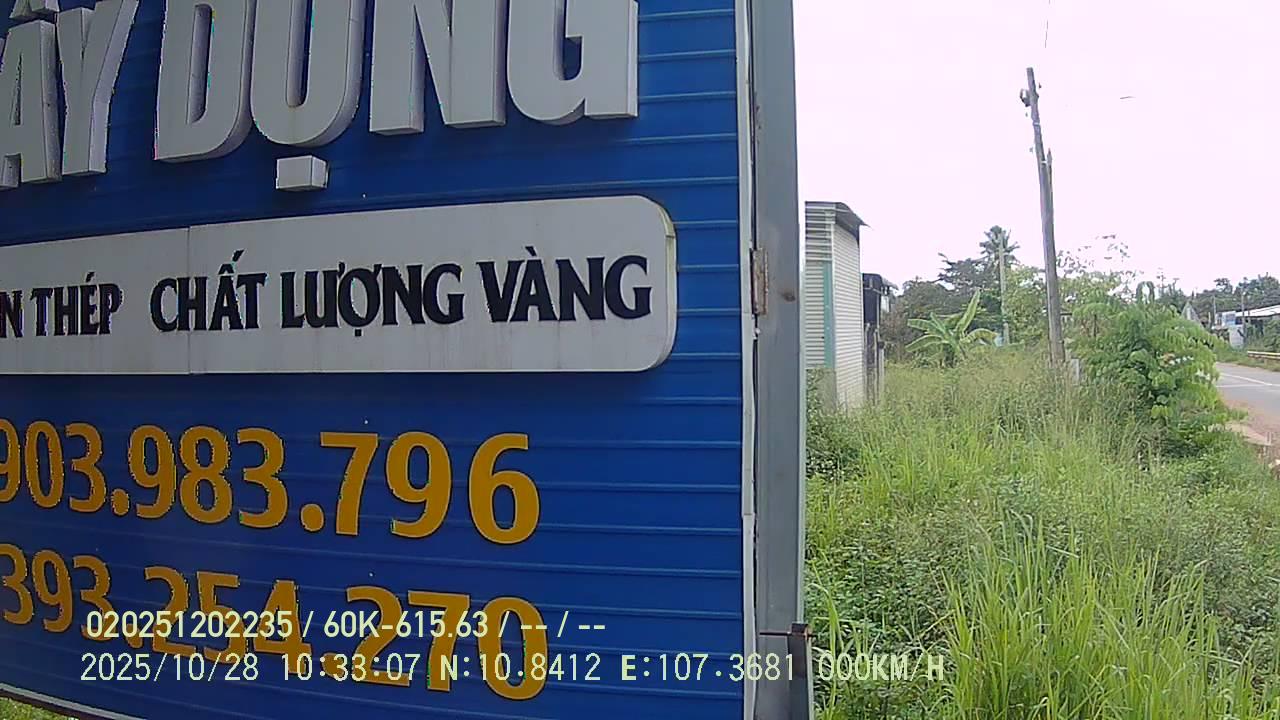 DỰNG
THÉP CHẤT LƯỢNG VÀNG
903.983.796
393.254.270
020251202235 / 60K-615.63 / -- / --
2025/10/28 10:33:07 N:10.8412 E:107.3681 000KM/H